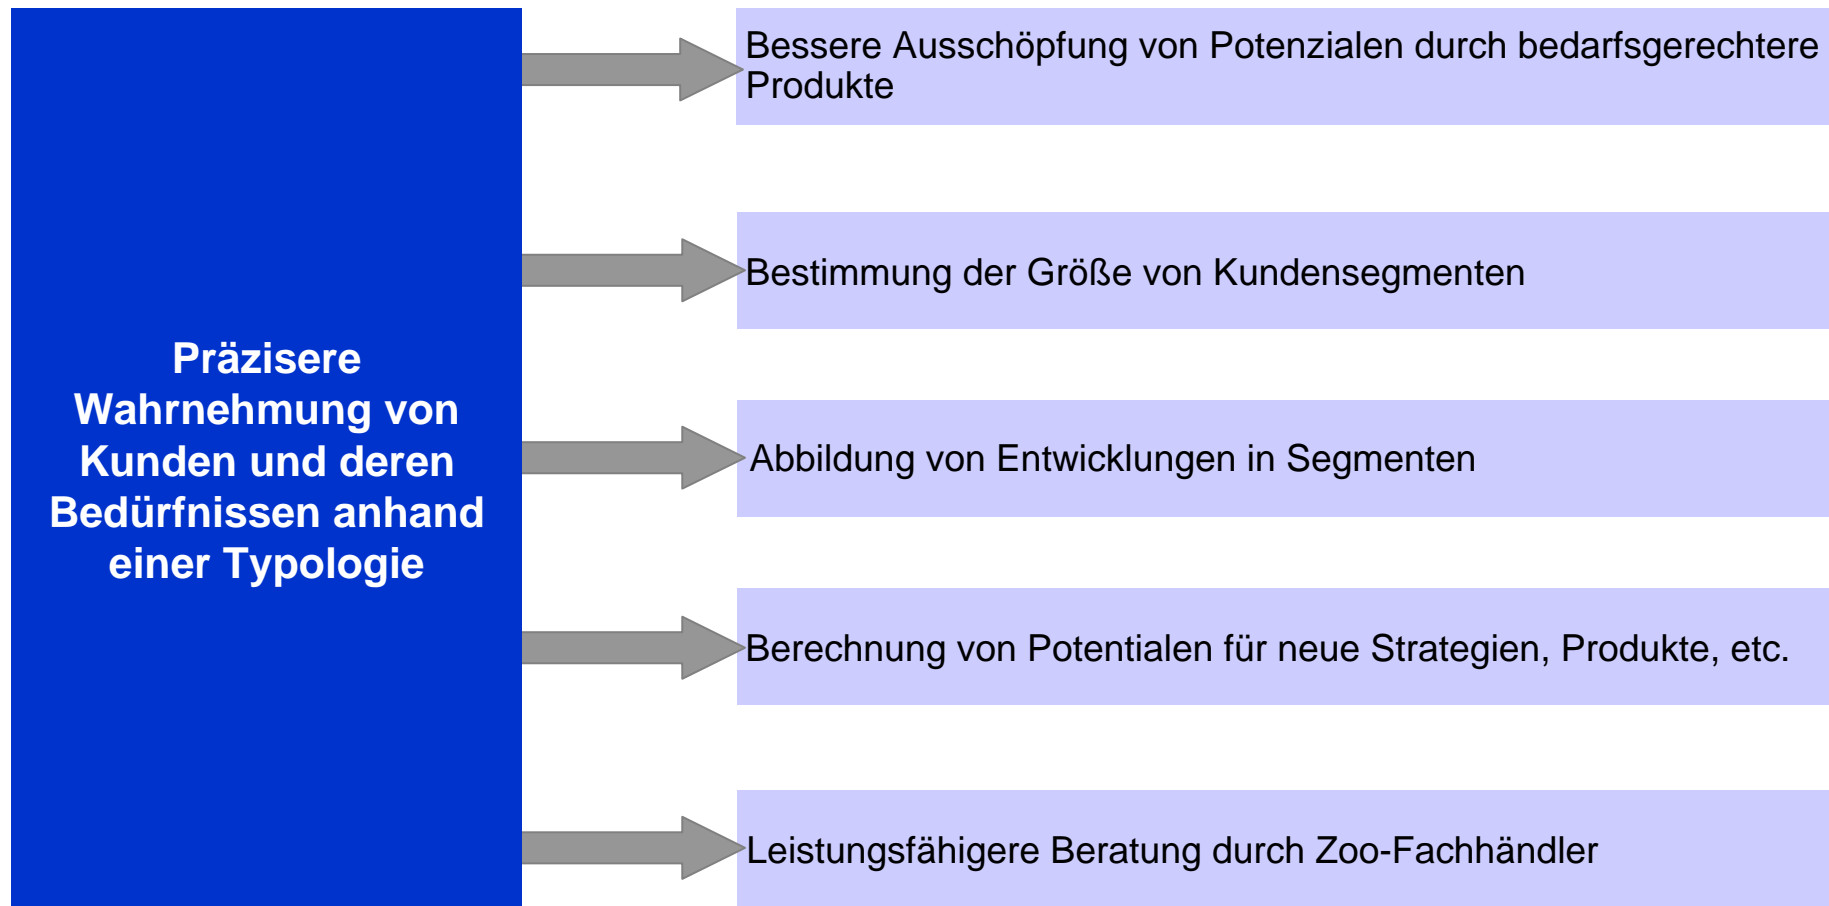 Präzisere
Wahrnehmung von
Kunden und deren
Bedürfnissen anhand
einer Typologie
Bessere Ausschöpfung von Potenzialen durch bedarfsgerechtere
Produkte
Bestimmung der Größe von Kundensegmenten
Abbildung von Entwicklungen in Segmenten
Berechnung von Potentialen für neue Strategien, Produkte, etc.
Leistungsfähigere Beratung durch Zoo-Fachhändler